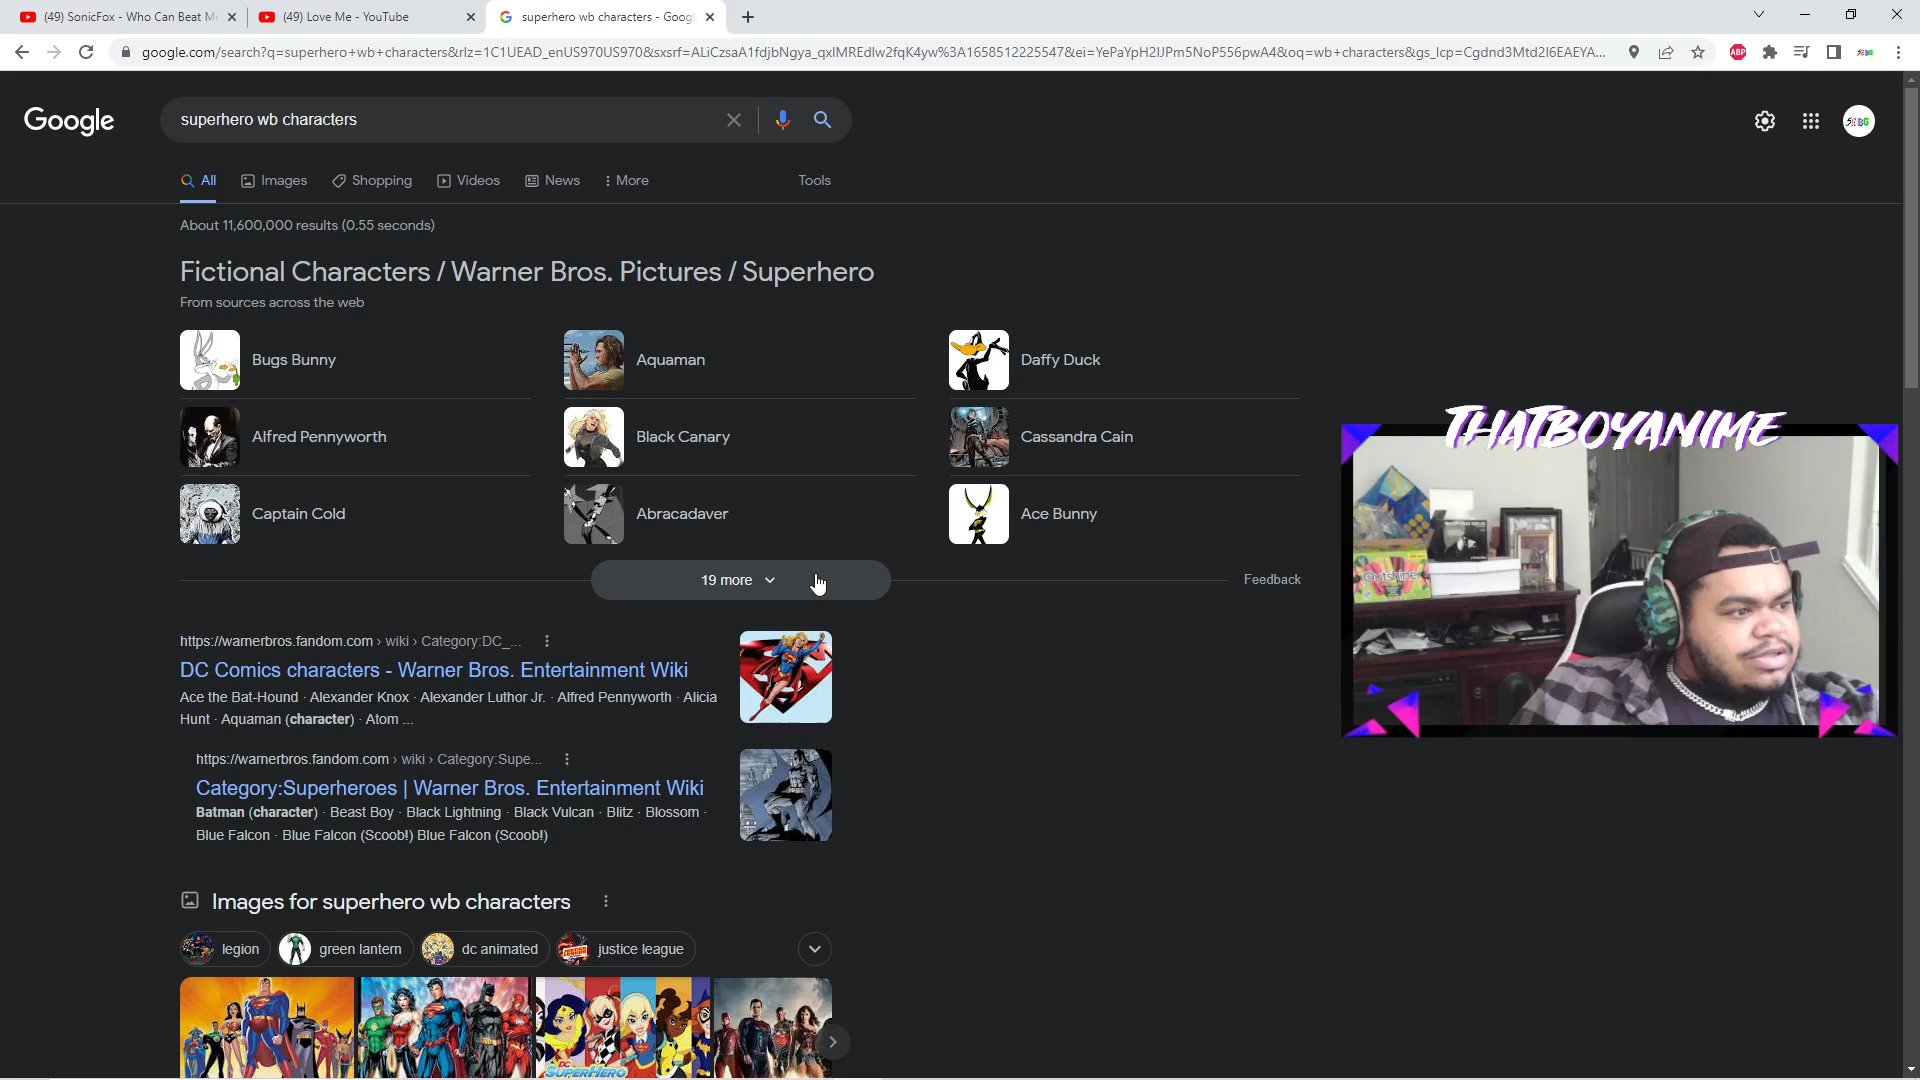 (49) SonicFox - Who Can Beat Me
(49) Love Me - YouTube
superhero wb characters - Goog
google.com/search?q=superhero+wb+characters&rlz=1C1UEAD_enUS970US970&sxsrf=ALiCzsaA1fdjbNgya_qxlMREdlw2fqK4yw%3A1658512225547&ei=YePaYpH2IJPm5NoP556pwA4&oq=wb+characters&gs_lcp=Cgdnd3Mtd2l6EAEYA...
ABP
Google
superhero wb characters
All
Images
Shopping
Videos
News
More
Tools
About 11,600,000 results (0.55 seconds)
Fictional Characters / Warner Bros. Pictures / Superhero
From sources across the web
Bugs Bunny
Aquaman
Daffy Duck
Alfred Pennyworth
Black Canary
Cassandra Cain
Captain Cold
Abracadaver
Ace Bunny
19 more
Feedback
THATBOYANIME
Outshine
https://warnerbros.fandom.com › wiki › Category:DC_...
DC Comics characters - Warner Bros. Entertainment Wiki
Ace the Bat-Hound · Alexander Knox · Alexander Luthor Jr. · Alfred Pennyworth · Alicia
Hunt · Aquaman (character) · Atom ...
https://warnerbros.fandom.com › wiki › Category:Supe...
Category:Superheroes | Warner Bros. Entertainment Wiki
Batman (character) · Beast Boy · Black Lightning · Black Vulcan · Blitz · Blossom ·
Blue Falcon · Blue Falcon (Scoob!) Blue Falcon (Scoob!)
Images for superhero wb characters
legion
green lantern
dc animated
justice league
DC
SUPERHERO